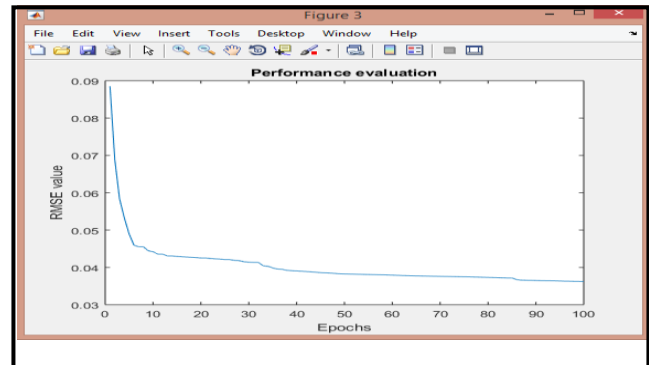 Figure 3
File Edit View Insert Tools Desktop Window Help
Performance evaluation
0.09
0.08
0.07
0.06
0.05
0.04
0.03
RMSE value
0 10 20 30 40 50 60 70 80 90 100
Epochs